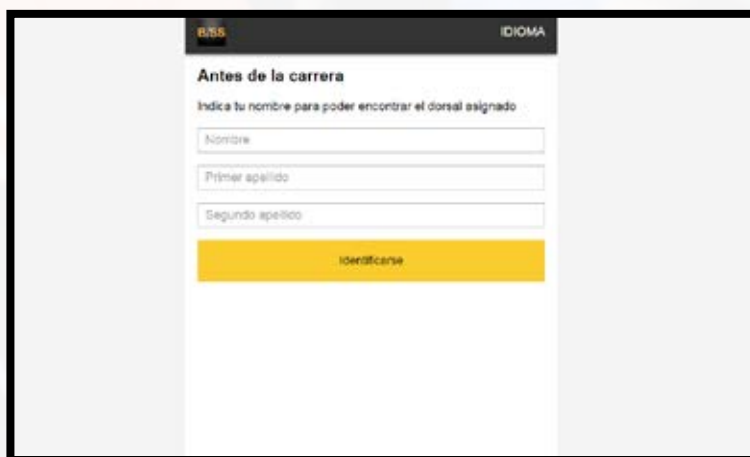 B/SS
IDIOMA
Antes de la carrera
Indica tu nombre para poder encontrar el dorsal asignado
Nombre
Primer apellido
Segundo apellido
Identificarse